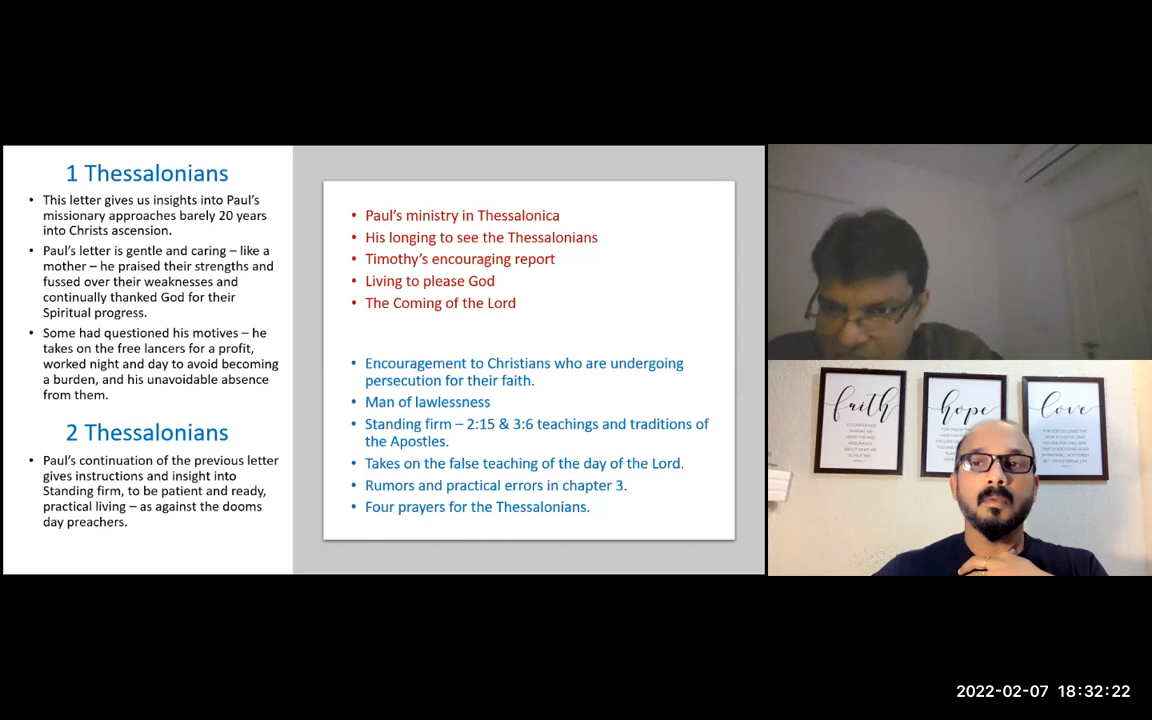 1 Thessalonians
• This letter gives us insights into Paul's
missionary approaches barely 20 years
into Christs ascension.
• Paul's letter is gentle and caring – like a
mother – he praised their strengths and
fussed over their weaknesses and
continually thanked God for their
Spiritual progress.
• Some had questioned his motives – he
takes on the free lancers for a profit,
worked night and day to avoid becoming
a burden, and his unavoidable absence
from them.
2 Thessalonians
• Paul's continuation of the previous letter
gives instructions and insight into
Standing firm, to be patient and ready,
practical living – as against the dooms
day preachers.
• Paul's ministry in Thessalonica
• His longing to see the Thessalonians
• Timothy's encouraging report
• Living to please God
• The Coming of the Lord
• Encouragement to Christians who are undergoing
persecution for their faith.
• Man of lawlessness
• Standing firm – 2:15 & 3:6 teachings and traditions of
the Apostles.
• Takes on the false teaching of the day of the Lord.
• Rumors and practical errors in chapter 3.
• Four prayers for the Thessalonians.
faith
hope
love
2022-02-07 18:32:22